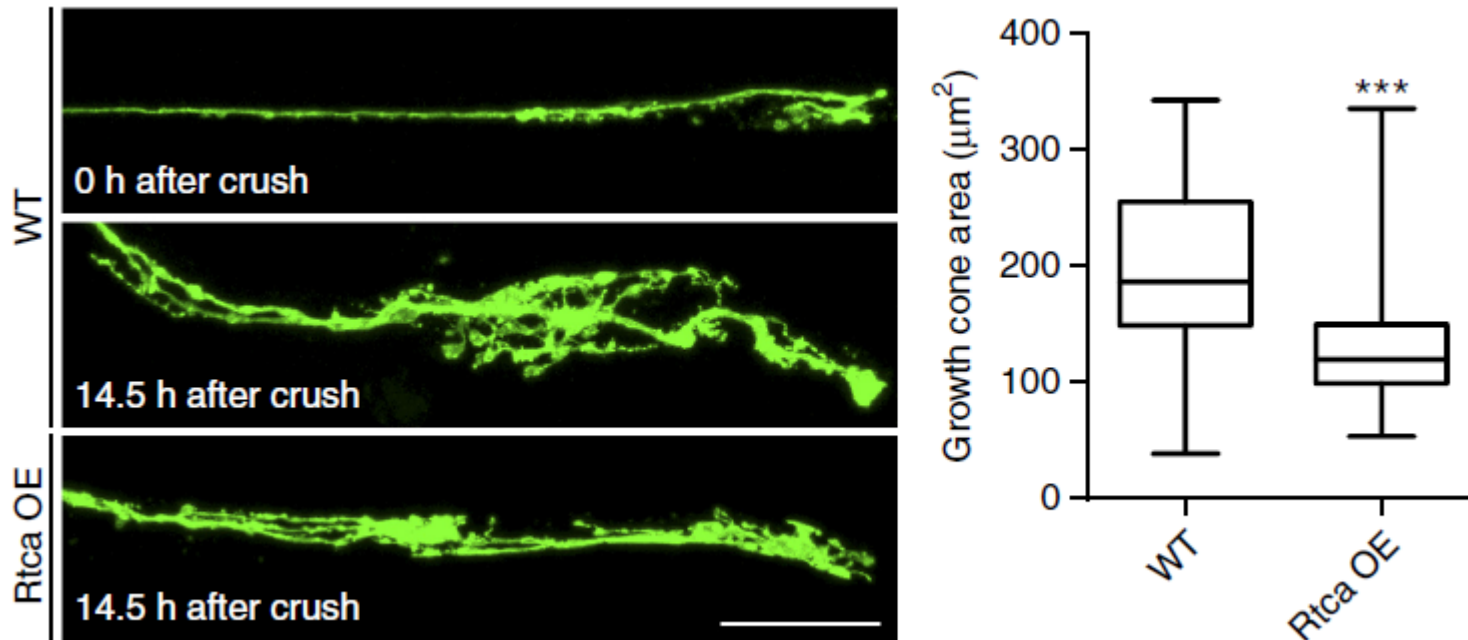 WT
0 h after crush
14.5 h after crush
Rtca OE
14.5 h after crush
Growth cone area (μm²)
400
300
200
100
0
***
WT
Rtca OE